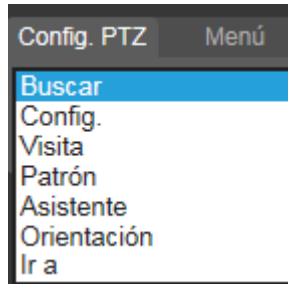 Config. PTZ Menú
Buscar
Config.
Visita
Patrón
Asistente
Orientación
Ir a